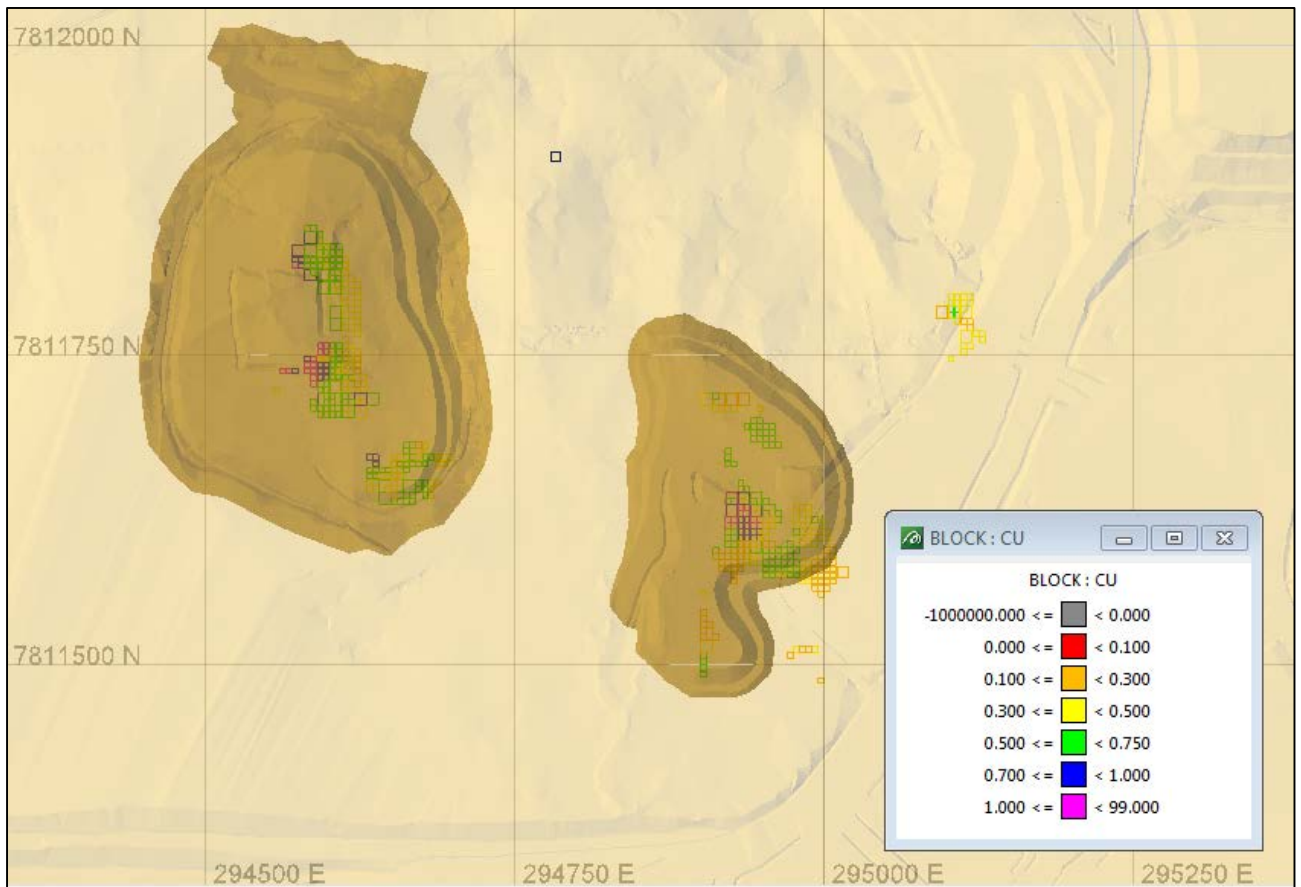 7812000 N
7811750 N
7811500 N
294500 E
294750 E
295000 E
295250 E
BLOCK : CU
BLOCK : CU
-1000000.000 <= < 0.000
0.000 <= < 0.100
0.100 <= < 0.300
0.300 <= < 0.500
0.500 <= < 0.750
0.700 <= < 1.000
1.000 <= < 99.000